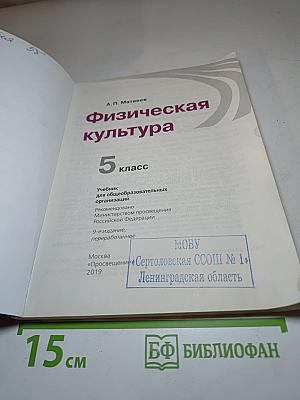 А. П. Матвеев
Физическая
культура
5 класс
Учебник
для общеобразовательных
организаций
Рекомендовано
Министерством просвещения
Российской Федерации
9-е издание,
переработанное
Москва
«Просвещение»
2019
МОБУ
«Сертоловская ССОШ № 1»
Ленинградская область
15 см
БФ БИБЛИОФАН